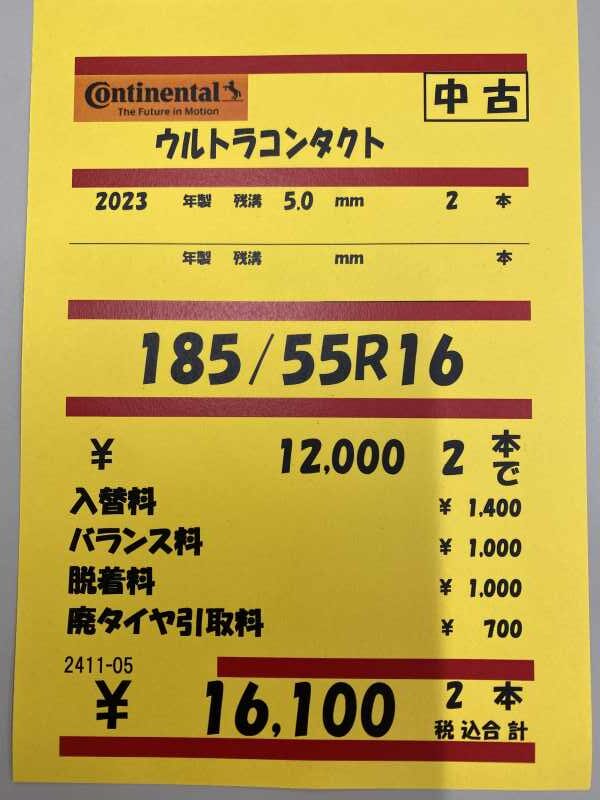 Continental
The Future in Motion
中古
ウルトラコンタクト
2023 年製 残溝 5.0 mm 2 本
年製 残溝 mm 本
185/55R16
¥ 12,000 2 本で
入替料 ¥ 1,400
バランス料 ¥ 1,000
脱着料 ¥ 1,000
廃タイヤ引取料 ¥ 700
2411-05
¥ 16,100 2 本
税込合計